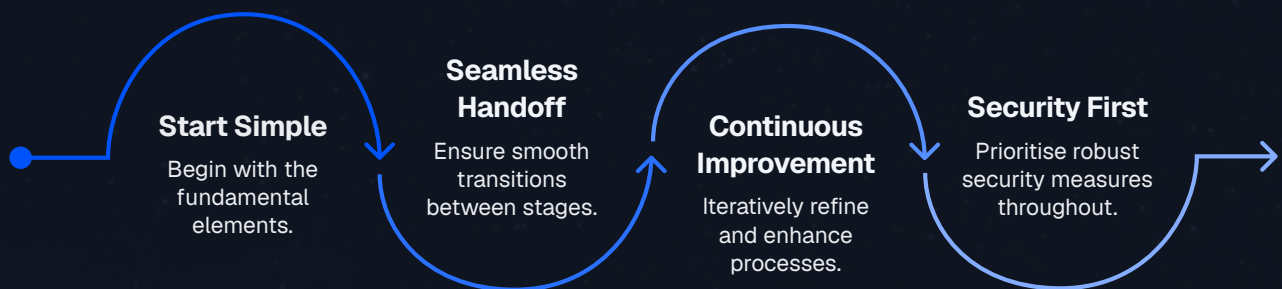 Start Simple
Begin with the
fundamental
elements.
Seamless
Handoff
Ensure smooth
transitions
between stages.
Continuous
Improvement
Iteratively refine
and enhance
processes.
Security First
Prioritise robust
security measures
throughout.